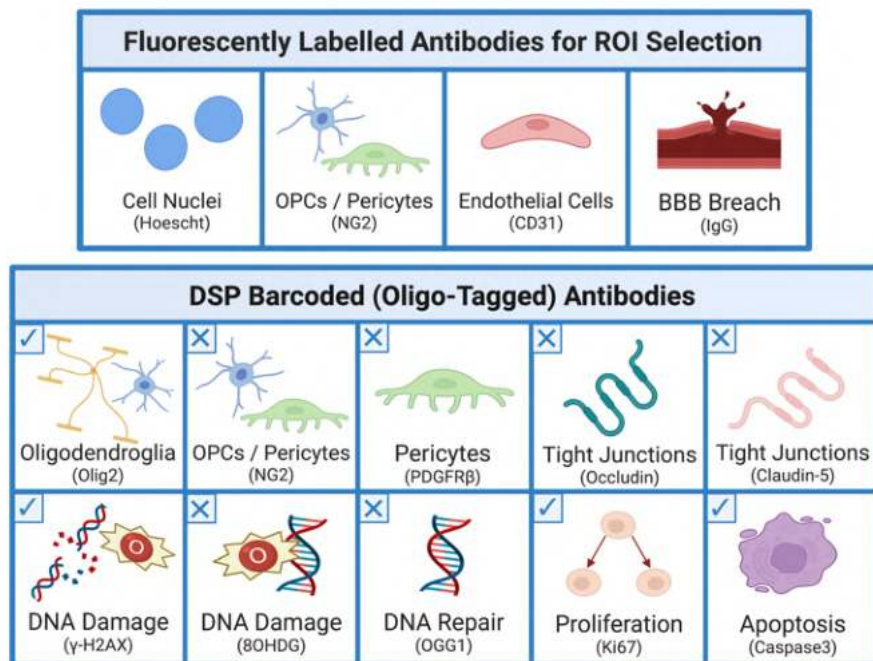 Fluorescently Labelled Antibodies for ROI Selection
Cell Nuclei
(Hoescht)
OPCs / Pericytes
(NG2)
Endothelial Cells
(CD31)
BBB Breach
(IgG)
DSP Barcoded (Oligo-Tagged) Antibodies
Oligodendroglia
(Olig2)
OPCs / Pericytes
(NG2)
Pericytes
(PDGFRβ)
Tight Junctions
(Occludin)
Tight Junctions
(Claudin-5)
DNA Damage
(γ-H2AX)
DNA Damage
(8OHDG)
DNA Repair
(OGG1)
Proliferation
(Ki67)
Apoptosis
(Caspase3)